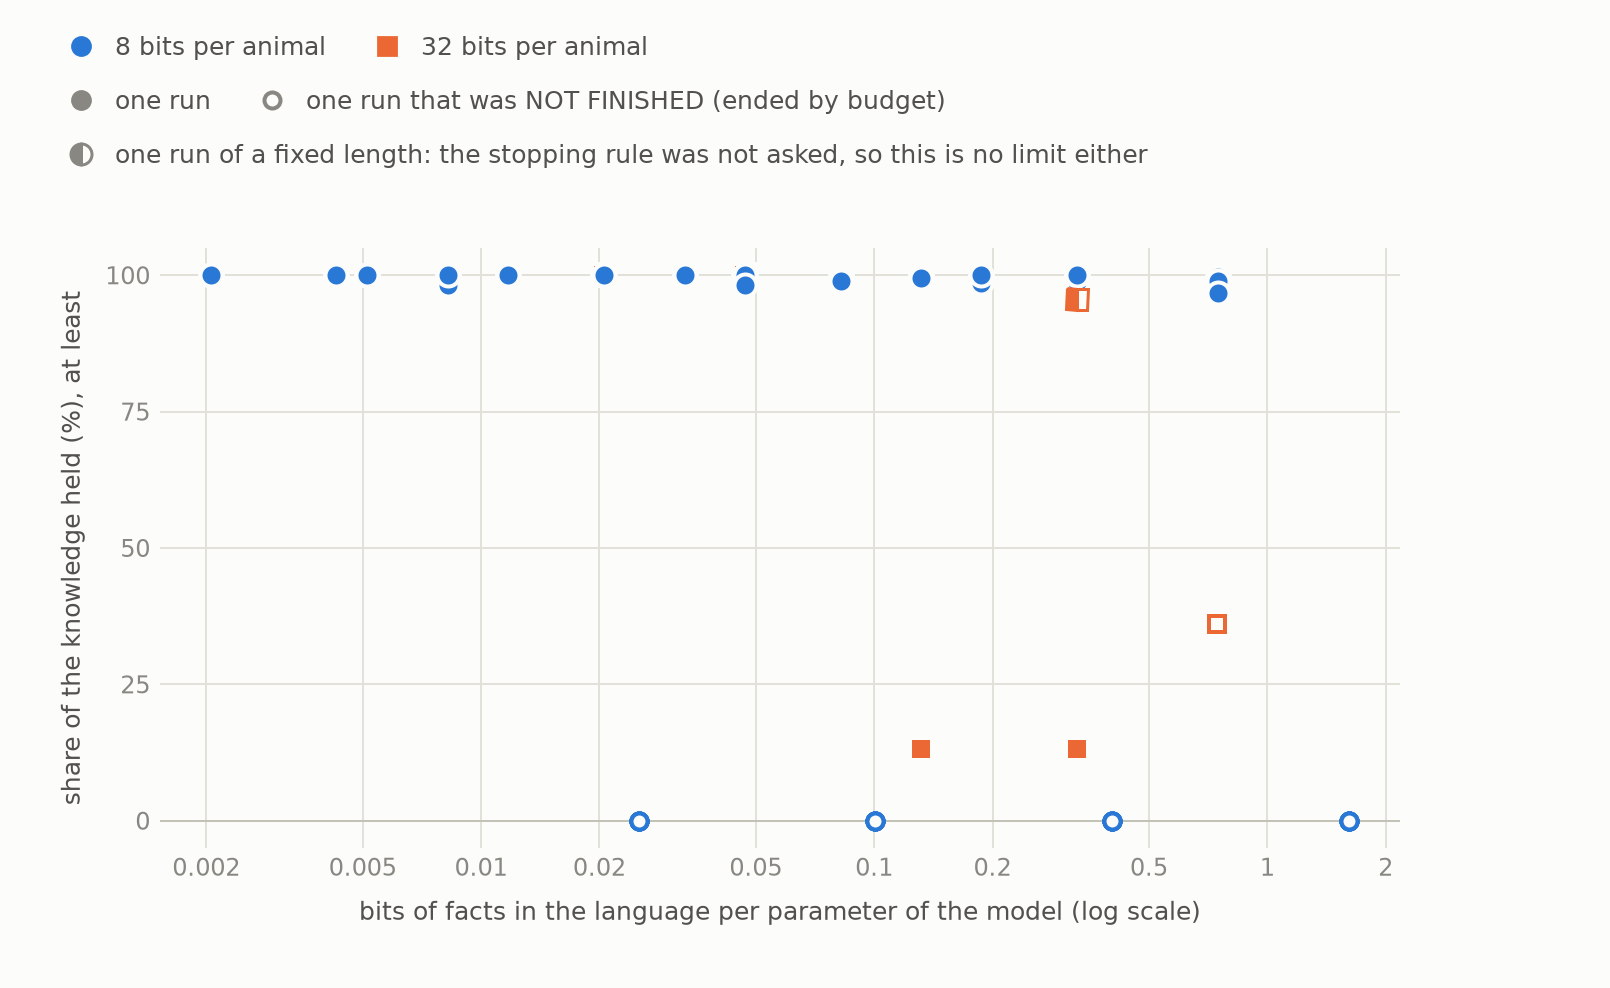 8 bits per animal 32 bits per animal
one run one run that was NOT FINISHED (ended by budget)
one run of a fixed length: the stopping rule was not asked, so this is no limit either
share of the knowledge held (%), at least
100
75
50
25
0
0.002 0.005 0.01 0.02 0.05 0.1 0.2 0.5 1 2
bits of facts in the language per parameter of the model (log scale)